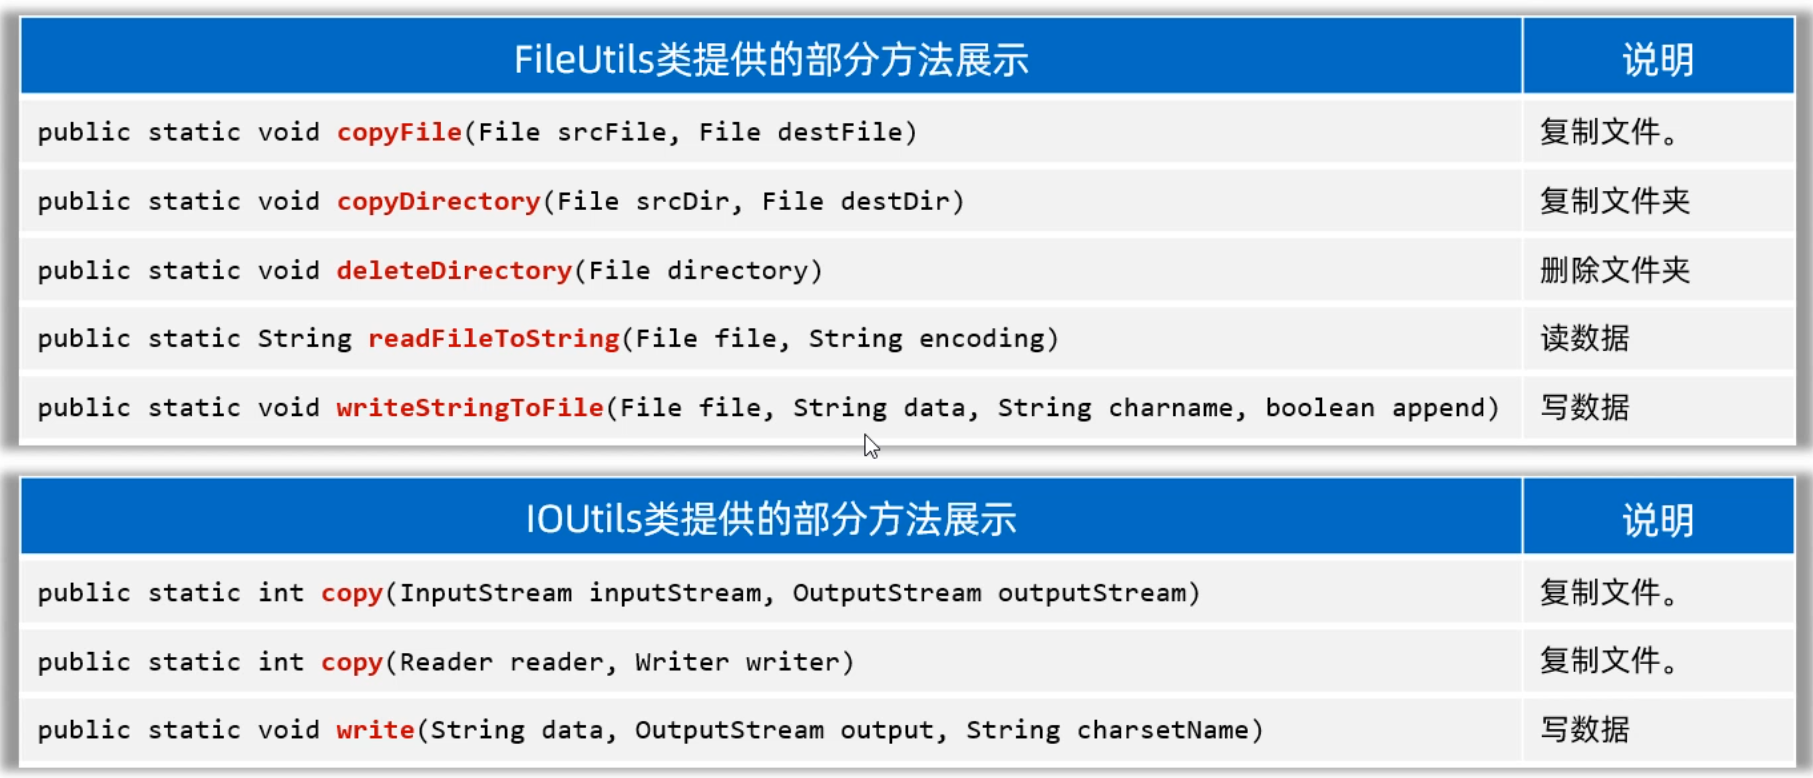 FileUtils类提供的部分方法展示 说明
public static void copyFile(File srcFile, File destFile) 复制文件。
public static void copyDirectory(File srcDir, File destDir) 复制文件夹
public static void deleteDirectory(File directory) 删除文件夹
public static String readFileToString(File file, String encoding) 读数据
public static void writeStringToFile(File file, String data, String charname, boolean append) 写数据
IOUtils类提供的部分方法展示 说明
public static int copy(InputStream inputStream, OutputStream outputStream) 复制文件。
public static int copy(Reader reader, Writer writer) 复制文件。
public static void write(String data, OutputStream output, String charsetName) 写数据